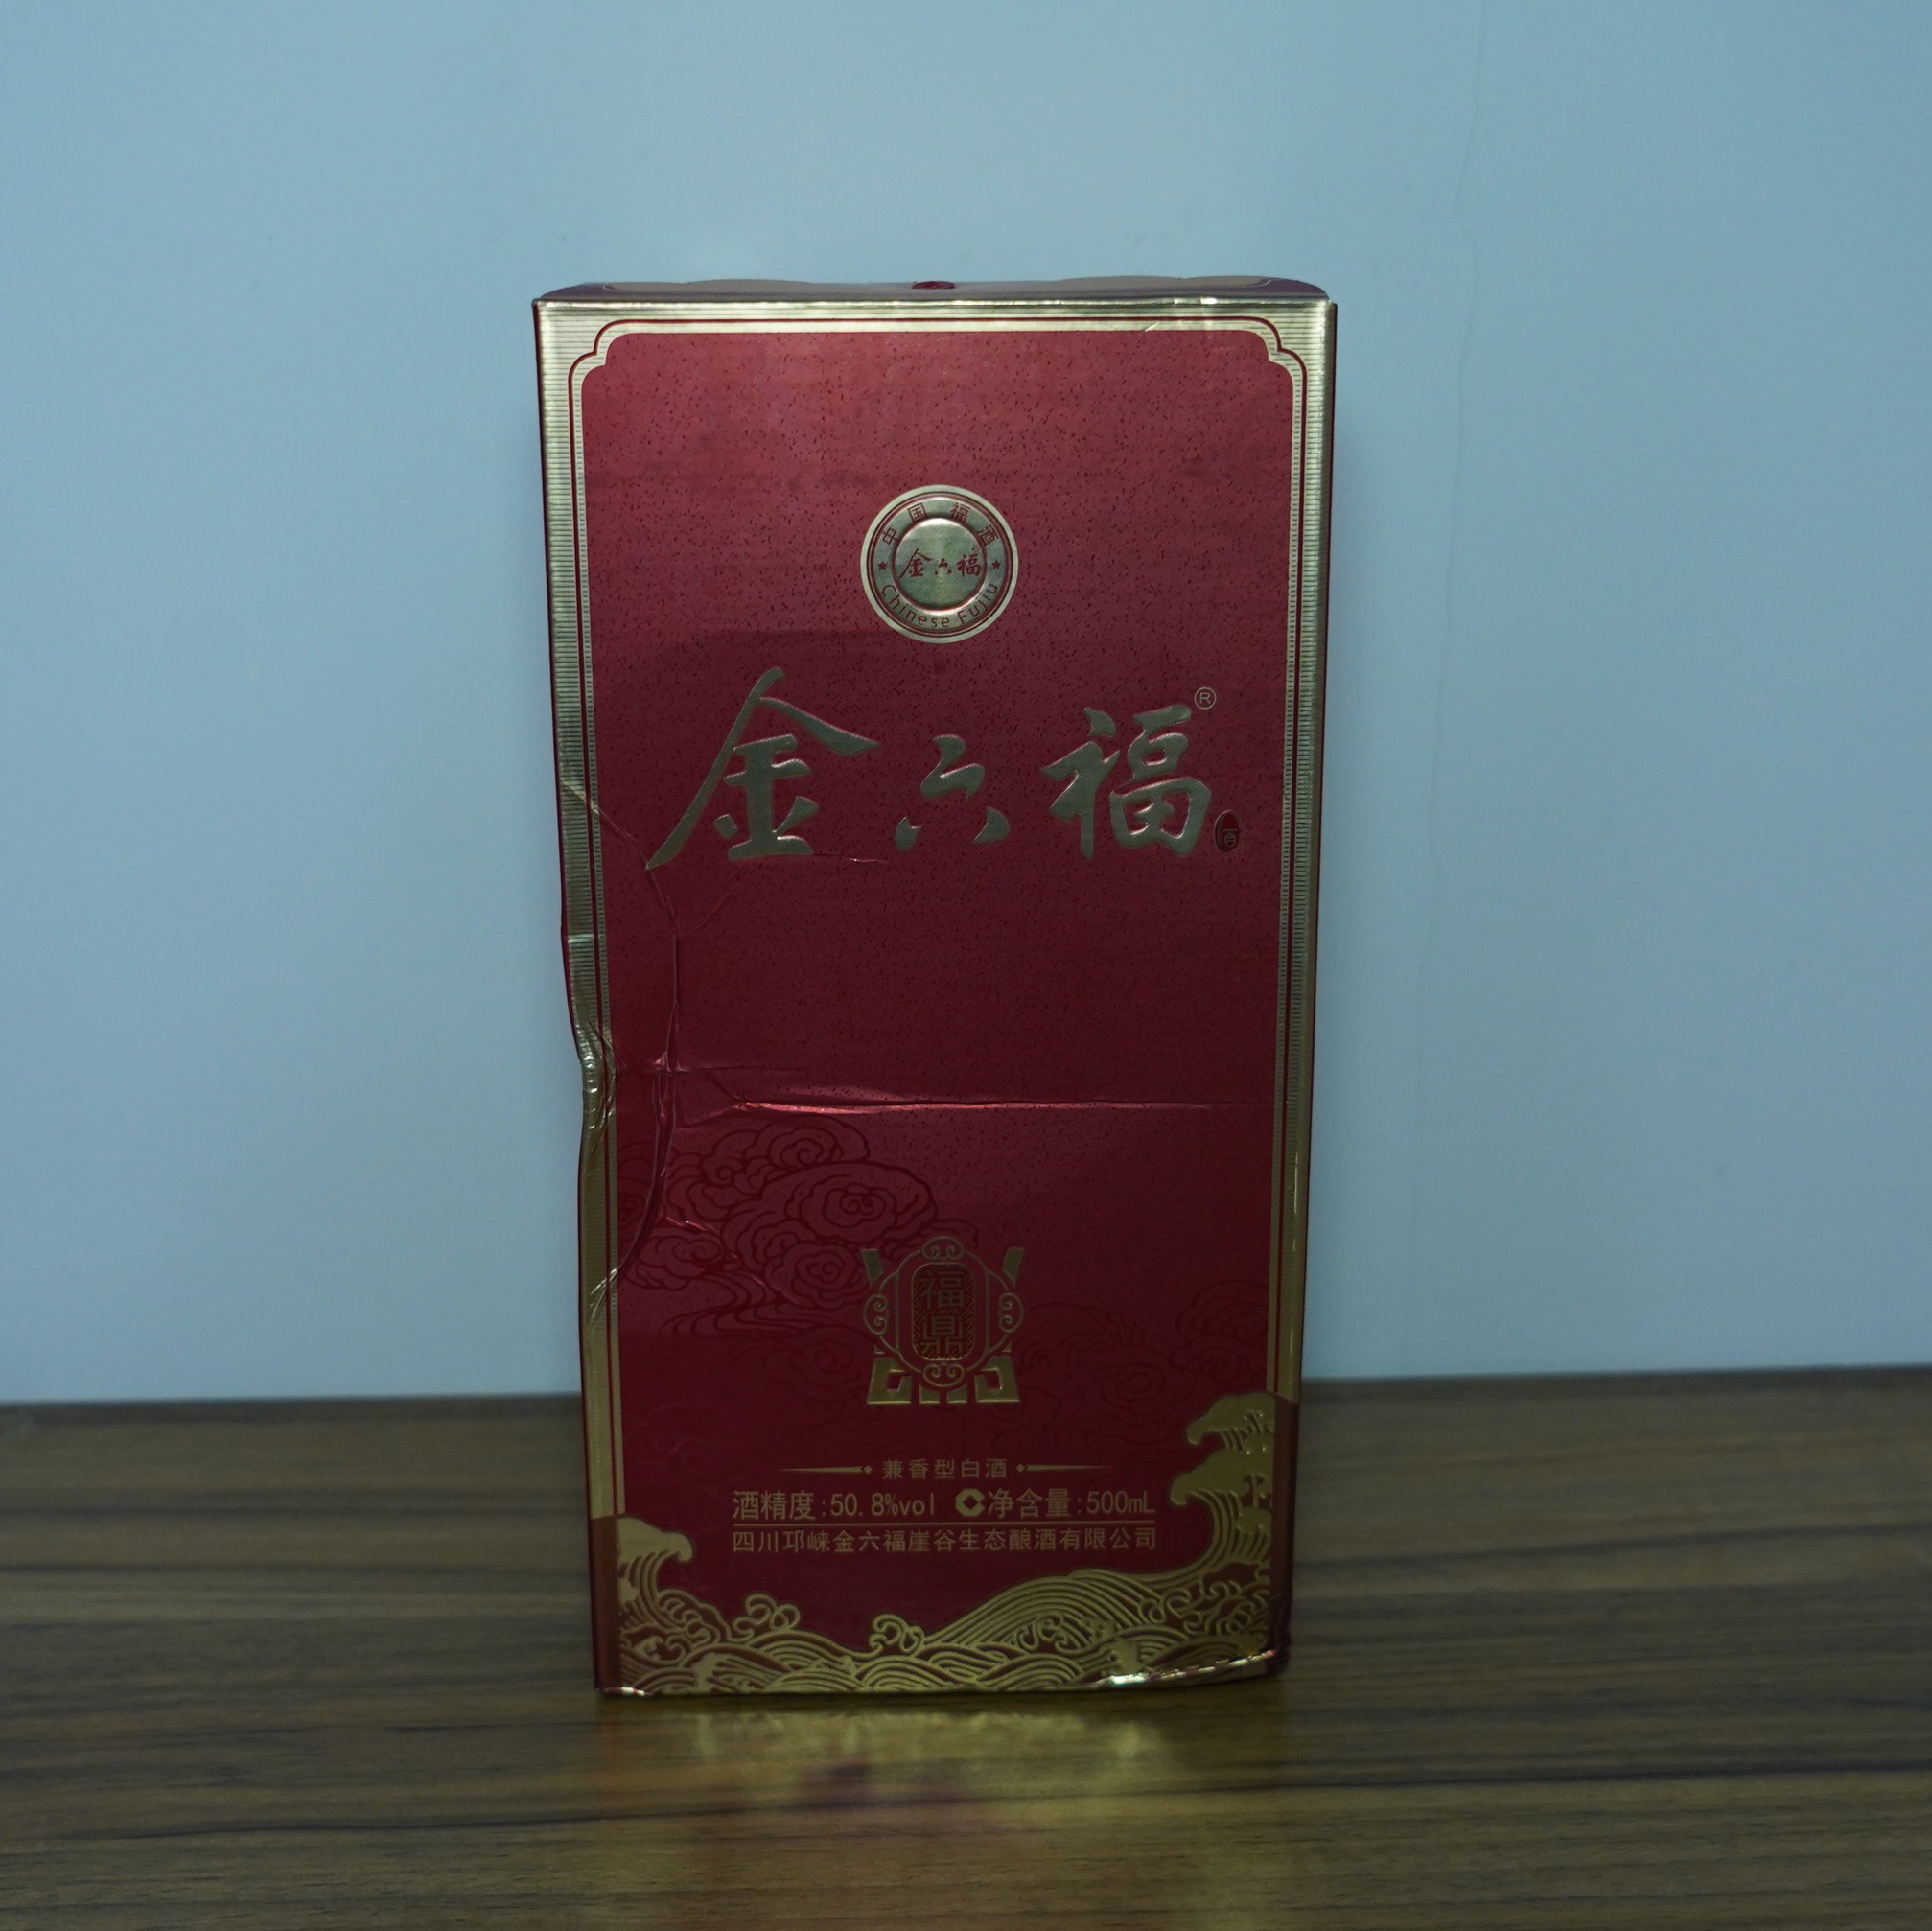 中国福酒
金六福
Chinese Fujiu
金六福®
酒
福鼎
兼香型白酒
酒精度:50.8%vol 净含量:500mL
四川邛崃金六福崖谷生态酿酒有限公司